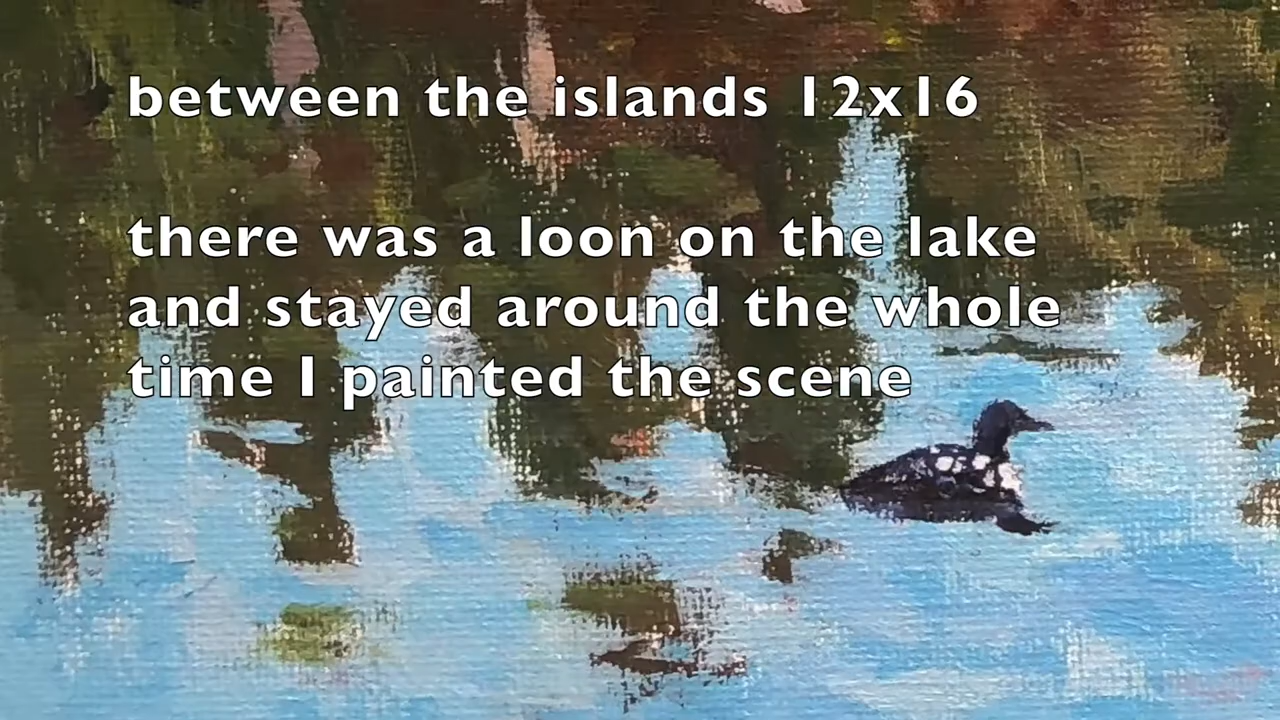 between the islands 12x16
there was a loon on the lake
and stayed around the whole
time I painted the scene